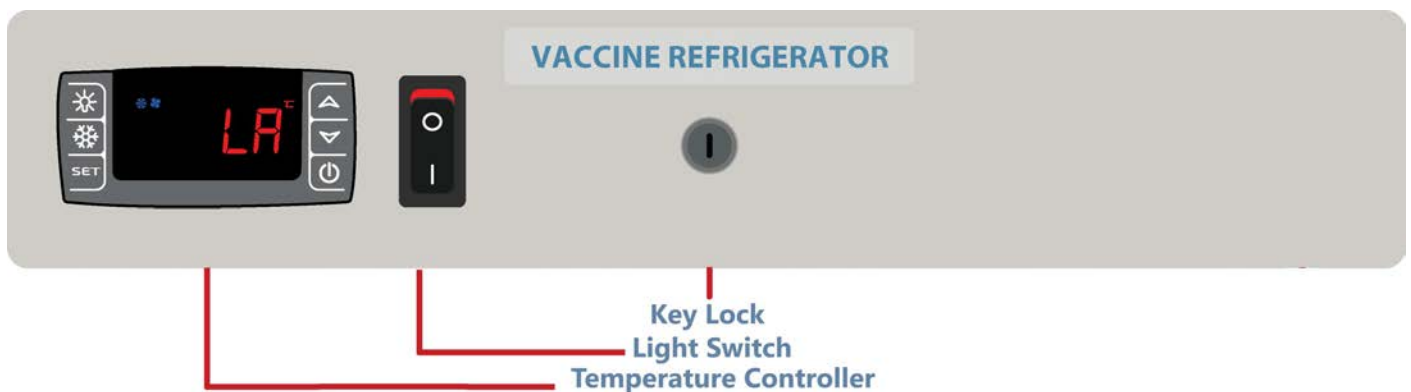 VACCINE REFRIGERATOR
LA
°C
SET
O
I
Key Lock
Light Switch
Temperature Controller